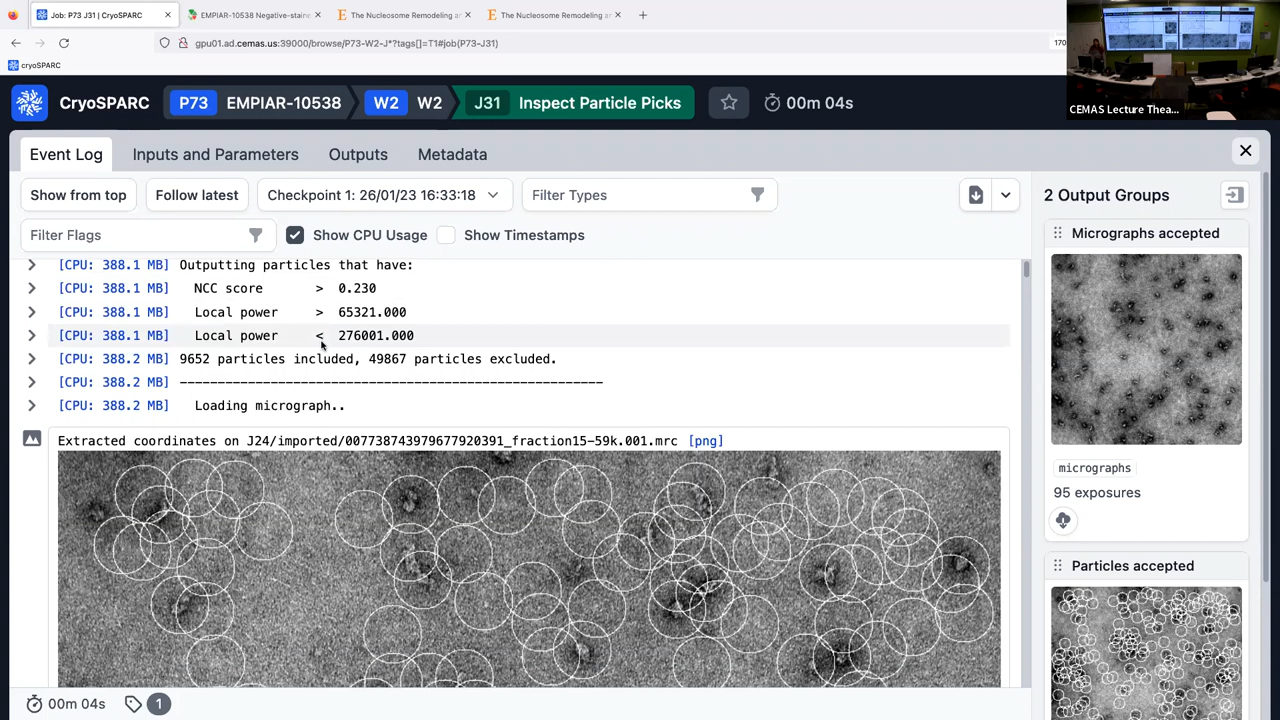 Job: P73 J31 | CryoSPARC
EMPIAR-10538 Negative-staine
The Nucleosome Remodeling an
The Nucleosome Remodeling an
gpu01.ad.cemas.us:39000/browse/P73-W2-J*?tags[]=T1#job(P73-J31)
170
cryoSPARC
CryoSPARC
P73 EMPIAR-10538
W2 W2
J31 Inspect Particle Picks
00m 04s
CEMAS Lecture Thea...
Event Log
Inputs and Parameters
Outputs
Metadata
Show from top
Follow latest
Checkpoint 1: 26/01/23 16:33:18
Filter Types
Filter Flags
Show CPU Usage
Show Timestamps
[CPU: 388.1 MB] Outputting particles that have:
[CPU: 388.1 MB] NCC score > 0.230
[CPU: 388.1 MB] Local power > 65321.000
[CPU: 388.1 MB] Local power < 276001.000
[CPU: 388.2 MB] 9652 particles included, 49867 particles excluded.
[CPU: 388.2 MB] --------------------------------------------------------
[CPU: 388.2 MB] Loading micrograph..
Extracted coordinates on J24/imported/007738743979677920391_fraction15-59k.001.mrc [png]
2 Output Groups
Micrographs accepted
micrographs
95 exposures
Particles accepted
00m 04s
1